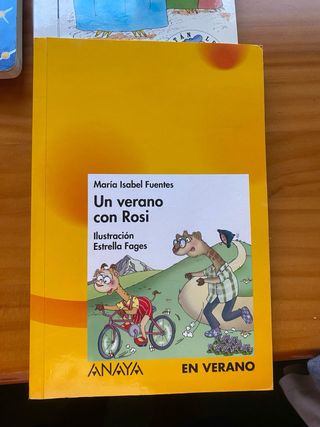 María Isabel Fuentes
Un verano
con Rosi
Ilustración
Estrella Fages
ANAYA
EN VERANO